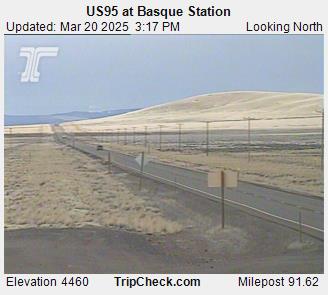 US95 at Basque Station
Updated: Mar 20 2025 3:17 PM Looking North
Elevation 4460 TripCheck.com Milepost 91.62